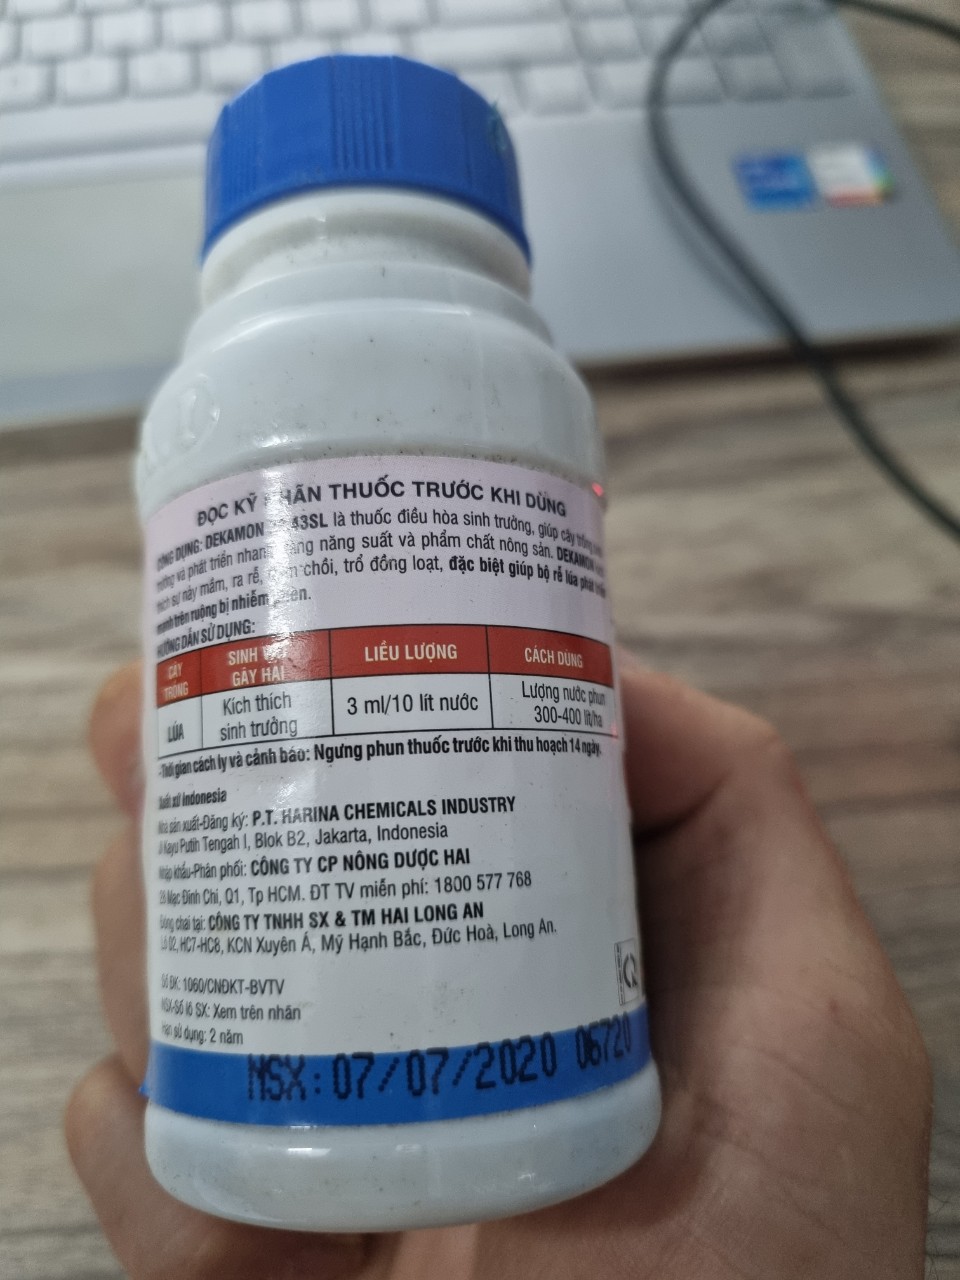 ĐỌC KỸ NHÃN THUỐC TRƯỚC KHI DÙNG
CÔNG DỤNG: DEKAMON 43SL là thuốc điều hòa sinh trưởng, giúp cây trồng
trưởng và phát triển nhanh, tăng năng suất và phẩm chất nông sản. DEKAMON
thích sự nảy mầm, ra rễ, chồi, trổ đồng loạt, đặc biệt giúp bộ rễ lúa phát triển
mạnh trên ruộng bị nhiễm phèn.
HƯỚNG DẪN SỬ DỤNG:
CÂY TRỒNG
SINH VẬT GÂY HẠI
LIỀU LƯỢNG
CÁCH DÙNG
LÚA
Kích thích sinh trưởng
3 ml/10 lít nước
Lượng nước phun 300-400 lít/ha
- Thời gian cách ly và cảnh báo: Ngưng phun thuốc trước khi thu hoạch 14 ngày.
Xuất xứ Indonesia
Nhà sản xuất-Đăng ký: P.T. HARINA CHEMICALS INDUSTRY
Jl Kayu Putih Tengah I, Blok B2, Jakarta, Indonesia
Nhập khẩu-Phân phối: CÔNG TY CP NÔNG DƯỢC HAI
28 Mạc Đĩnh Chi, Q1, Tp HCM. ĐT TV miễn phí: 1800 577 768
Đóng chai tại: CÔNG TY TNHH SX & TM HAI LONG AN
Lô 02, HC7-HC8, KCN Xuyên Á, Mỹ Hạnh Bắc, Đức Hoà, Long An.
Số ĐK: 1060/CNĐKT-BVTV
NSX-Số lô SX: Xem trên nhãn
Hạn sử dụng: 2 năm
NSX: 07/07/2020 06720